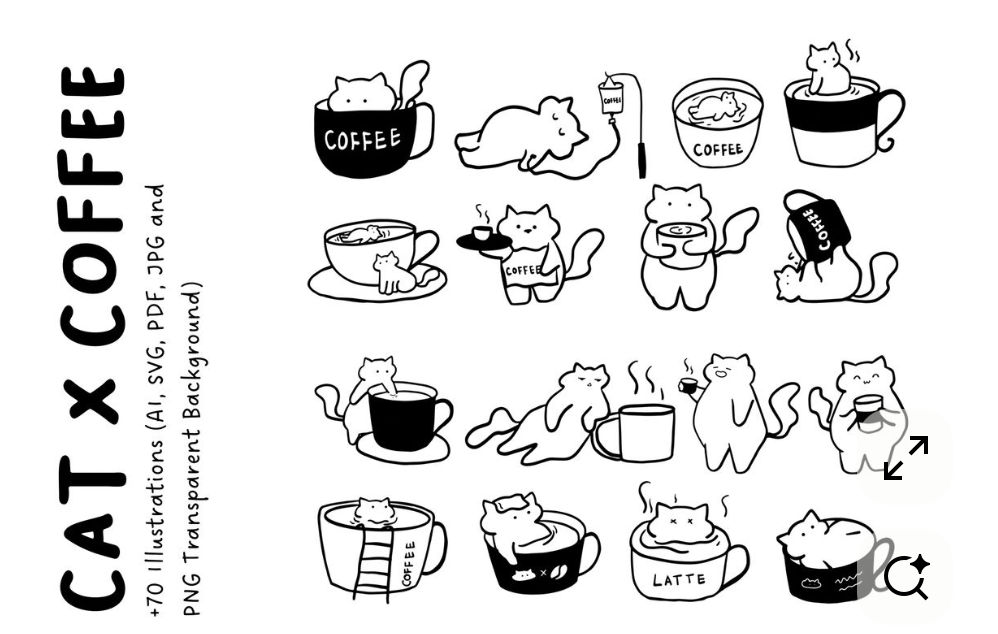 CAT x COFFEE
+70 Illustrations (AI, SVG, PDF, JPG and
PNG Transparent Background)
COFFEE
COFFEE
COFFEE
COFFEE
COFFEE
COFFEE
x
LATTE